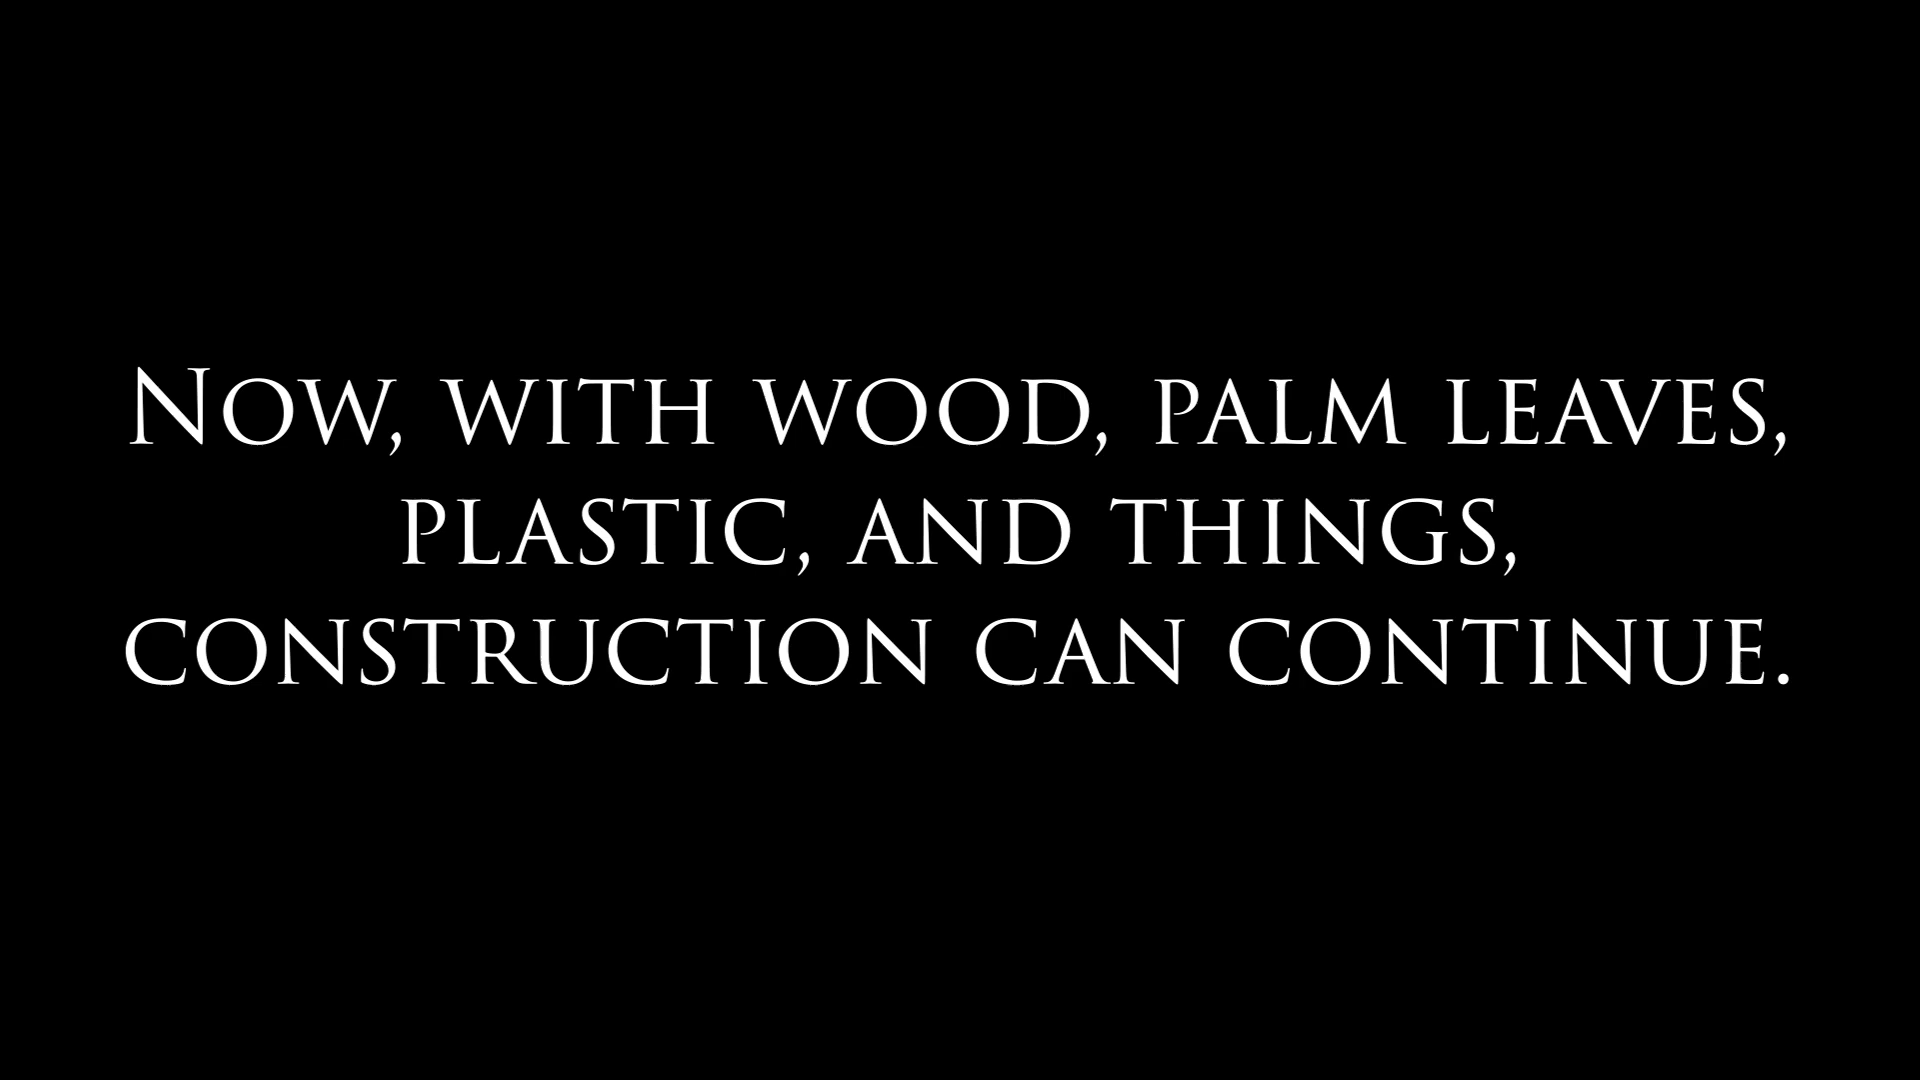 Now, with wood, palm leaves,
plastic, and things,
construction can continue.